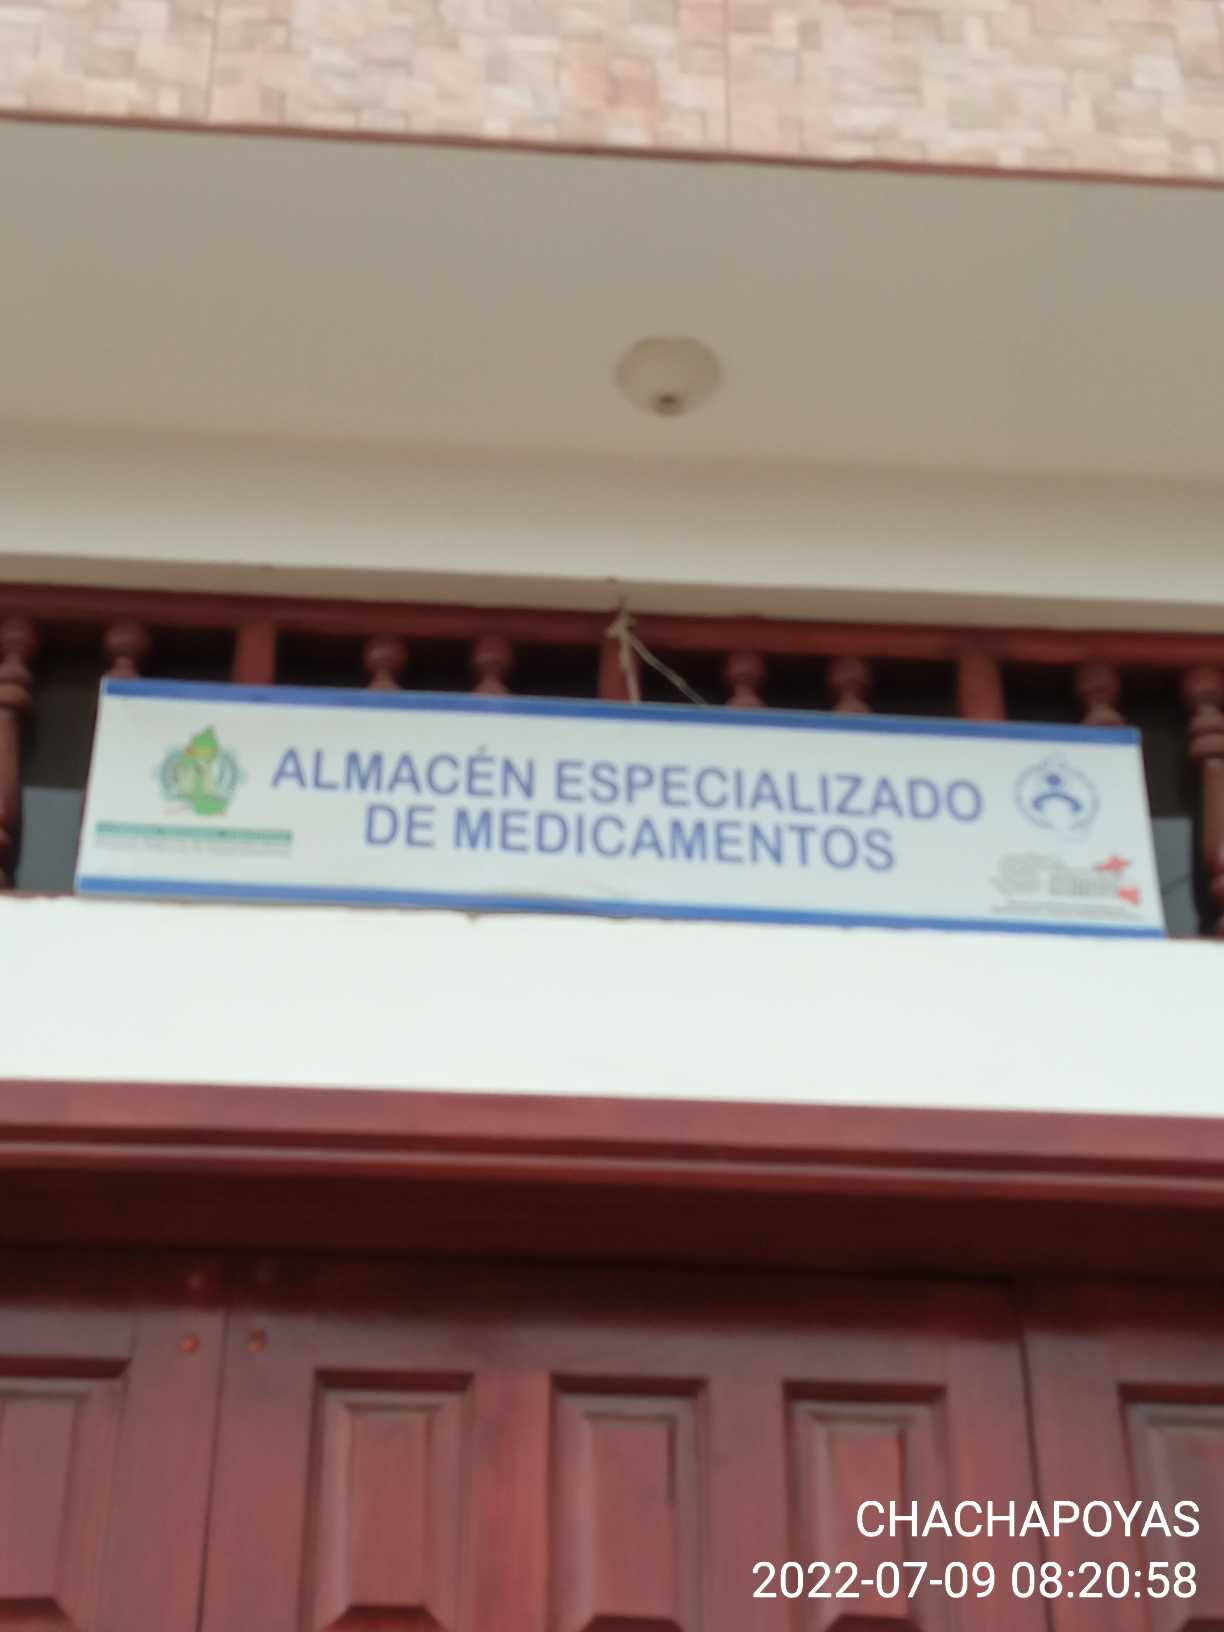 ALMACÉN ESPECIALIZADO
DE MEDICAMENTOS
CHACHAPOYAS
2022-07-09 08:20:58